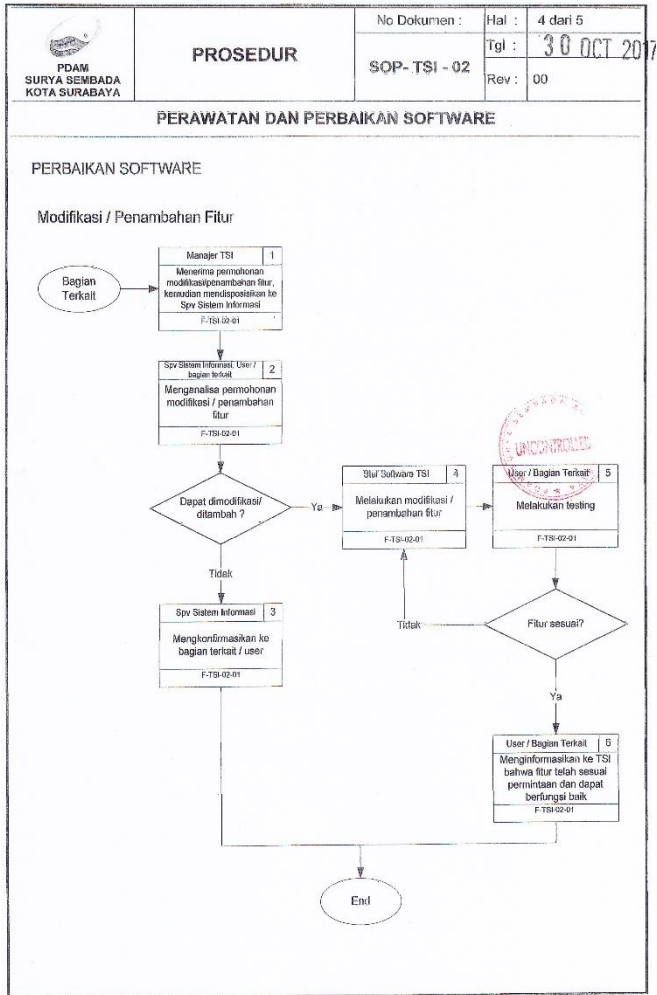 PDAM
SURYA SEMBADA
KOTA SURABAYA
PROSEDUR
No Dokumen :
SOP- TSI - 02
Hal : 4 dari 5
Tgl : 30 OCT 2017
Rev : 00
PERAWATAN DAN PERBAIKAN SOFTWARE
PERBAIKAN SOFTWARE
Modifikasi / Penambahan Fitur
Bagian
Terkait
Manajer TSI 1
Menerima permohonan
modifikasi/penambahan fitur,
kemudian mendisposisikan ke
Spv Sistem Informasi
F-TSI-02-01
Spv Sistem Informasi, User /
bagian terkait 2
Menganalisa permohonan
modifikasi / penambahan
fitur
F-TSI-02-01
Dapat dimodifikasi/
ditambah ?
Ya
Staf Software TSI 4
Melakukan modifikasi /
penambahan fitur
F-TSI-02-01
UNCONTROLLED
User / Bagian Terkait 5
Melakukan testing
F-TSI-02-01
Tidak
Spv Sistem Informasi 3
Mengkonfirmasikan ke
bagian terkait / user
F-TSI-02-01
Tidak
Fitur sesuai?
Ya
User / Bagian Terkait 6
Menginformasikan ke TSI
bahwa fitur telah sesuai
permintaan dan dapat
berfungsi baik
F-TSI-02-01
End